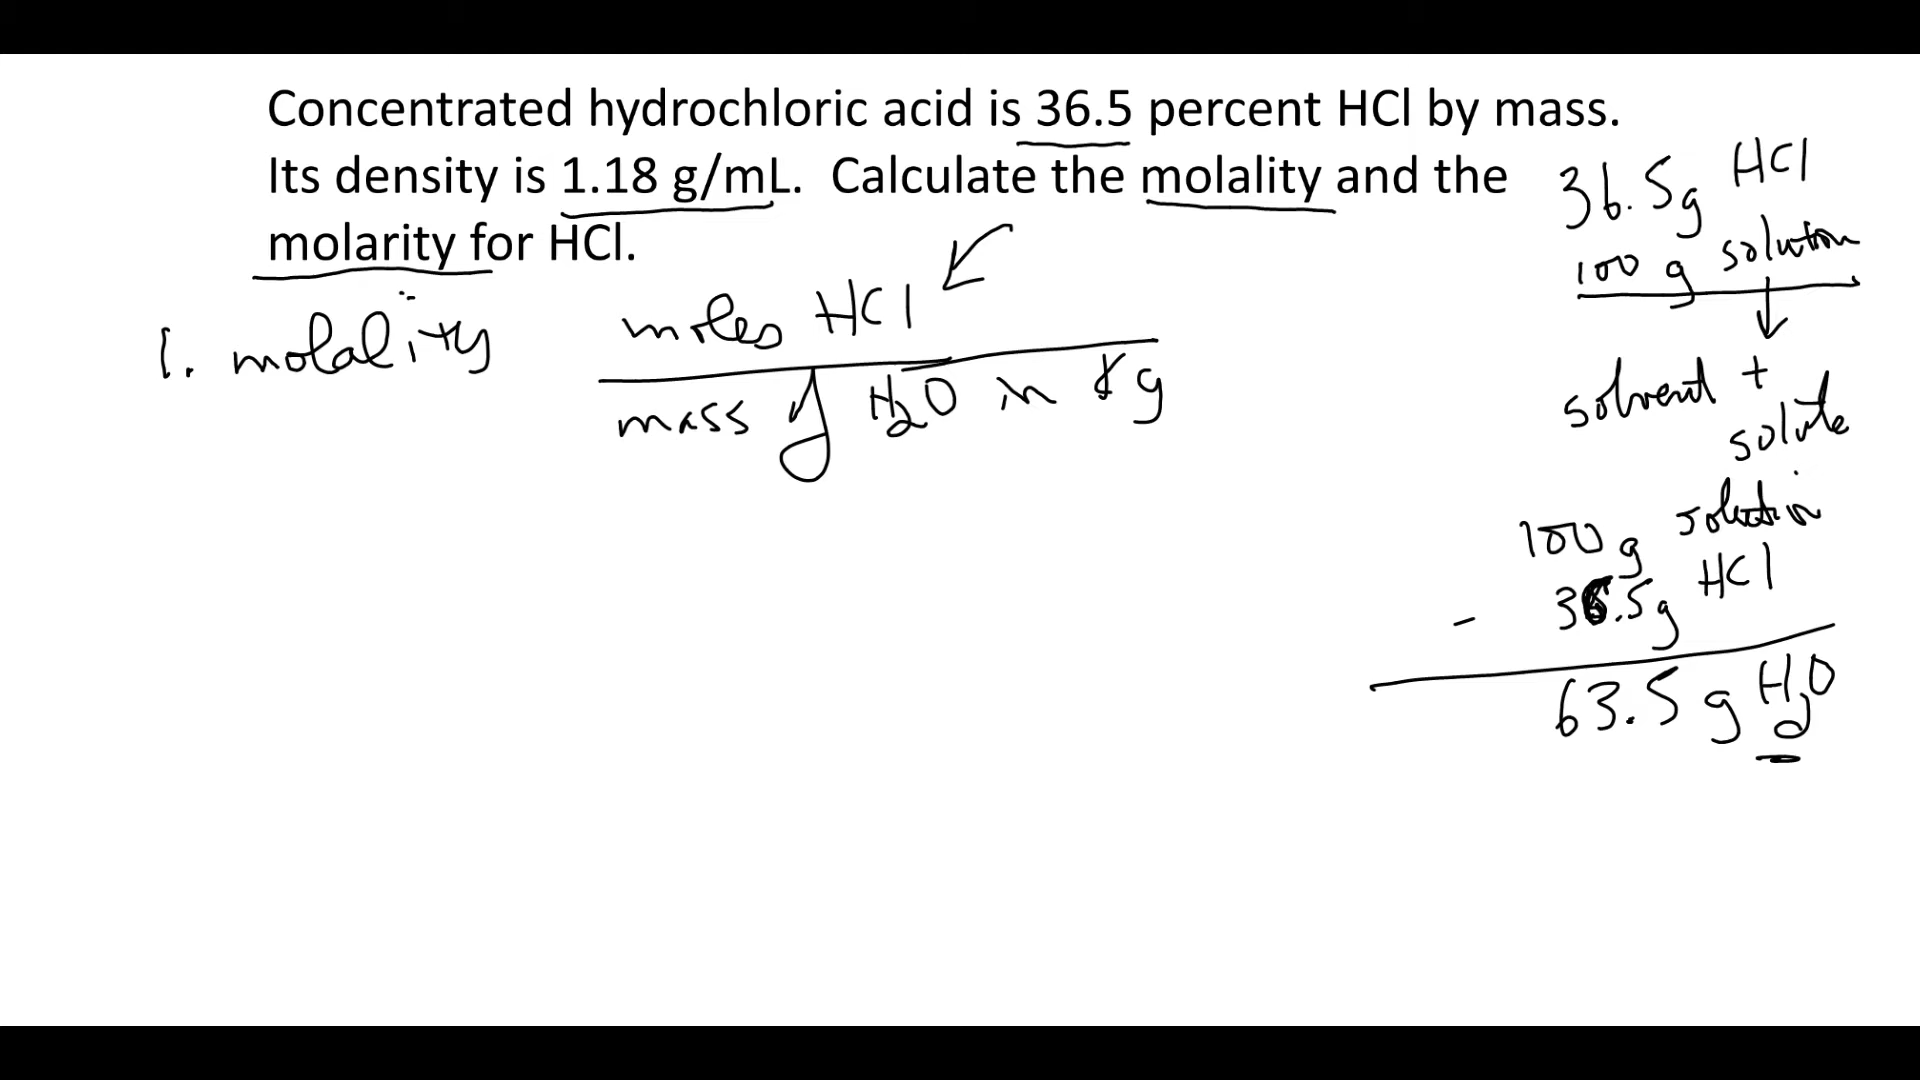 Concentrated hydrochloric acid is 36.5 percent HCl by mass.
Its density is 1.18 g/mL. Calculate the molality and the
molarity for HCl.
36.5g HCl
100 g solution
solvent +
solute
1. molality
moles HCl
mass of H₂O in kg
100 g solution
- 36.5g HCl
63.5 g H₂O